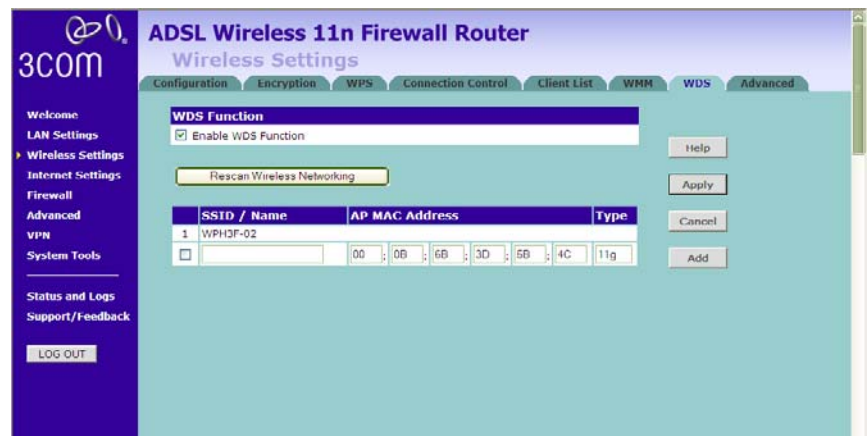 3COM
ADSL Wireless 11n Firewall Router
Wireless Settings
Configuration Encryption WPS Connection Control Client List WMM WDS Advanced
Welcome
LAN Settings
Wireless Settings
Internet Settings
Firewall
Advanced
VPN
System Tools
Status and Logs
Support/Feedback
LOG OUT
WDS Function
Enable WDS Function
Rescan Wireless Networking
SSID / Name AP MAC Address Type
1 WPH3F-02
00 : 0B : 6B : 3D : 5B : 4C 11g
Help
Apply
Cancel
Add